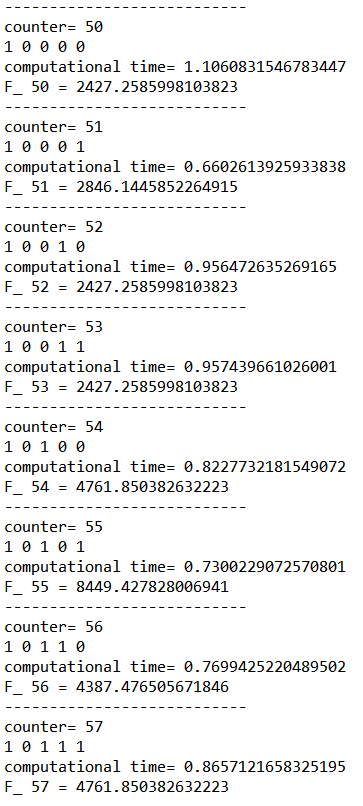 ---------------------------
counter= 50
1 0 0 0 0
computational time= 1.1060831546783447
F_ 50 = 2427.2585998103823
---------------------------
counter= 51
1 0 0 0 1
computational time= 0.6602613925933838
F_ 51 = 2846.1445852264915
---------------------------
counter= 52
1 0 0 1 0
computational time= 0.956472635269165
F_ 52 = 2427.2585998103823
---------------------------
counter= 53
1 0 0 1 1
computational time= 0.957439661026001
F_ 53 = 2427.2585998103823
---------------------------
counter= 54
1 0 1 0 0
computational time= 0.8227732181549072
F_ 54 = 4761.850382632223
---------------------------
counter= 55
1 0 1 0 1
computational time= 0.7300229072570801
F_ 55 = 8449.427828006941
---------------------------
counter= 56
1 0 1 1 0
computational time= 0.7699425220489502
F_ 56 = 4387.476505671846
---------------------------
counter= 57
1 0 1 1 1
computational time= 0.8657121658325195
F_ 57 = 4761.850382632223